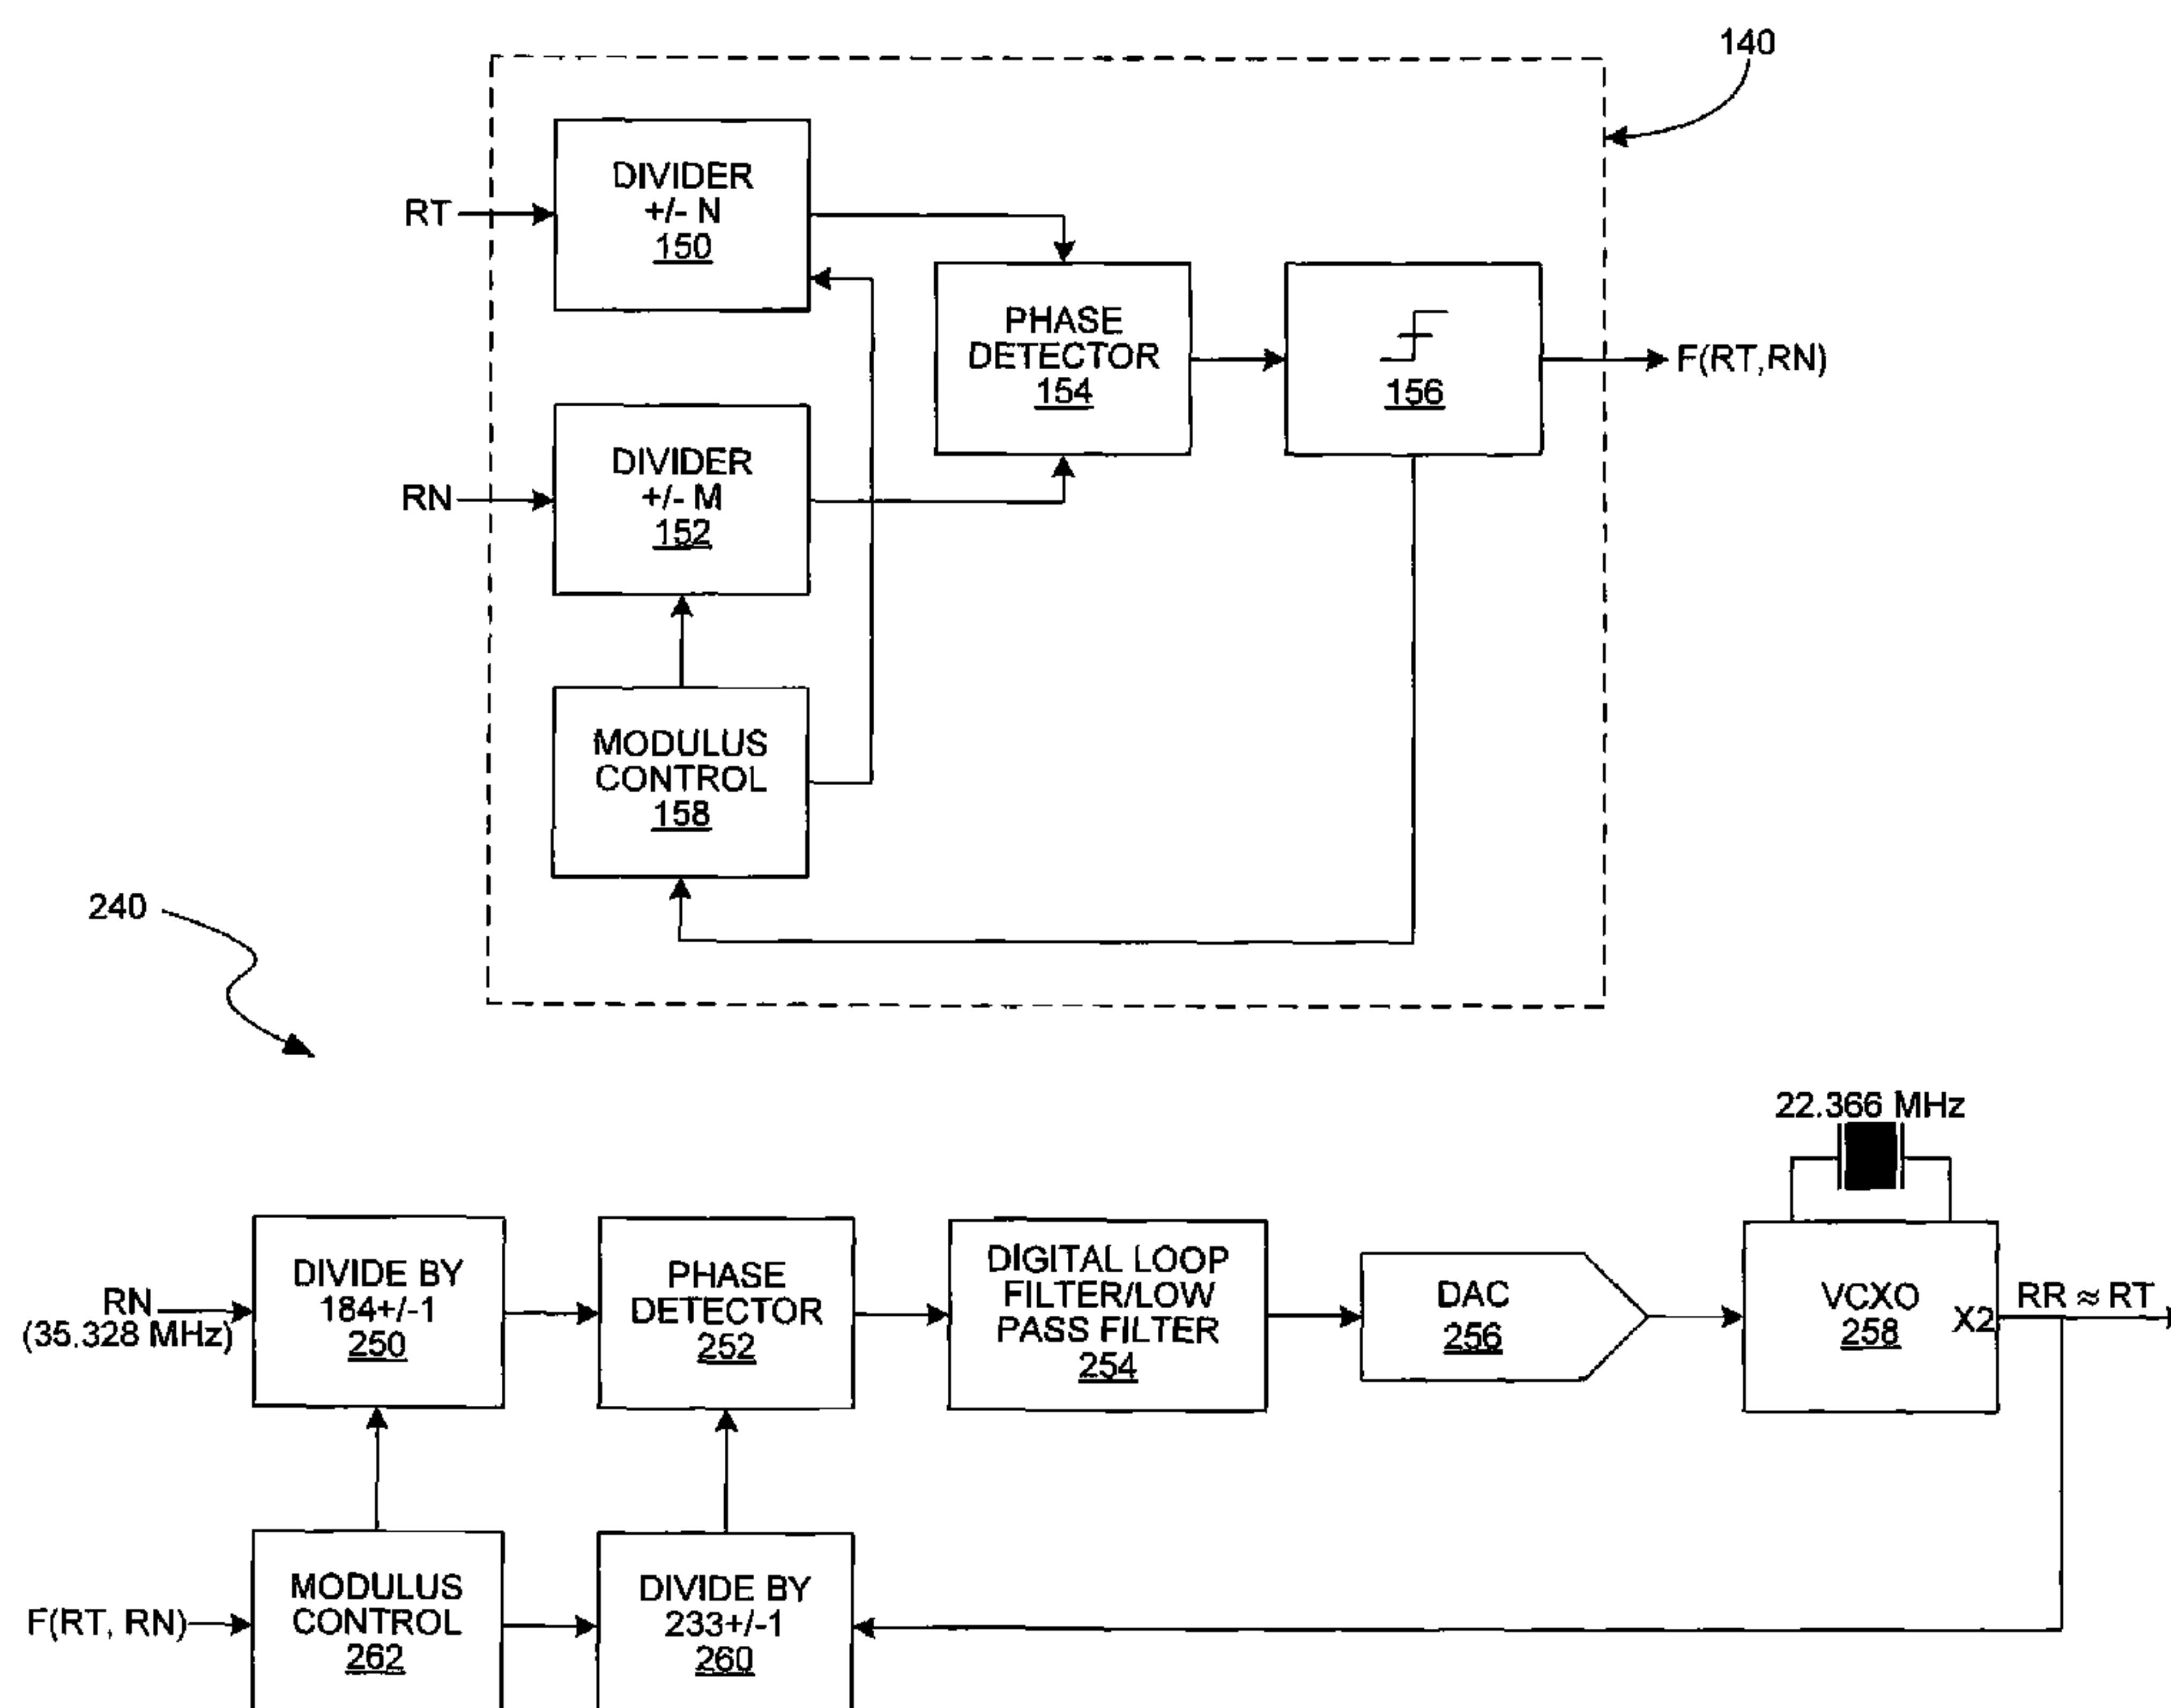 140
DIVIDER
+/- N
150
RT
PHASE
DETECTOR
154
156
F(RT,RN)
DIVIDER
+/- M
152
RN
MODULUS
CONTROL
158
240
22.366 MHz
RN
(35.328 MHz)
DIVIDE BY
184+/-1
250
PHASE
DETECTOR
252
DIGITAL LOOP
FILTER/LOW
PASS FILTER
254
DAC
256
VCXO
258
X2
RR ≈ RT
F(RT, RN)
MODULUS
CONTROL
262
DIVIDE BY
233+/-1
260